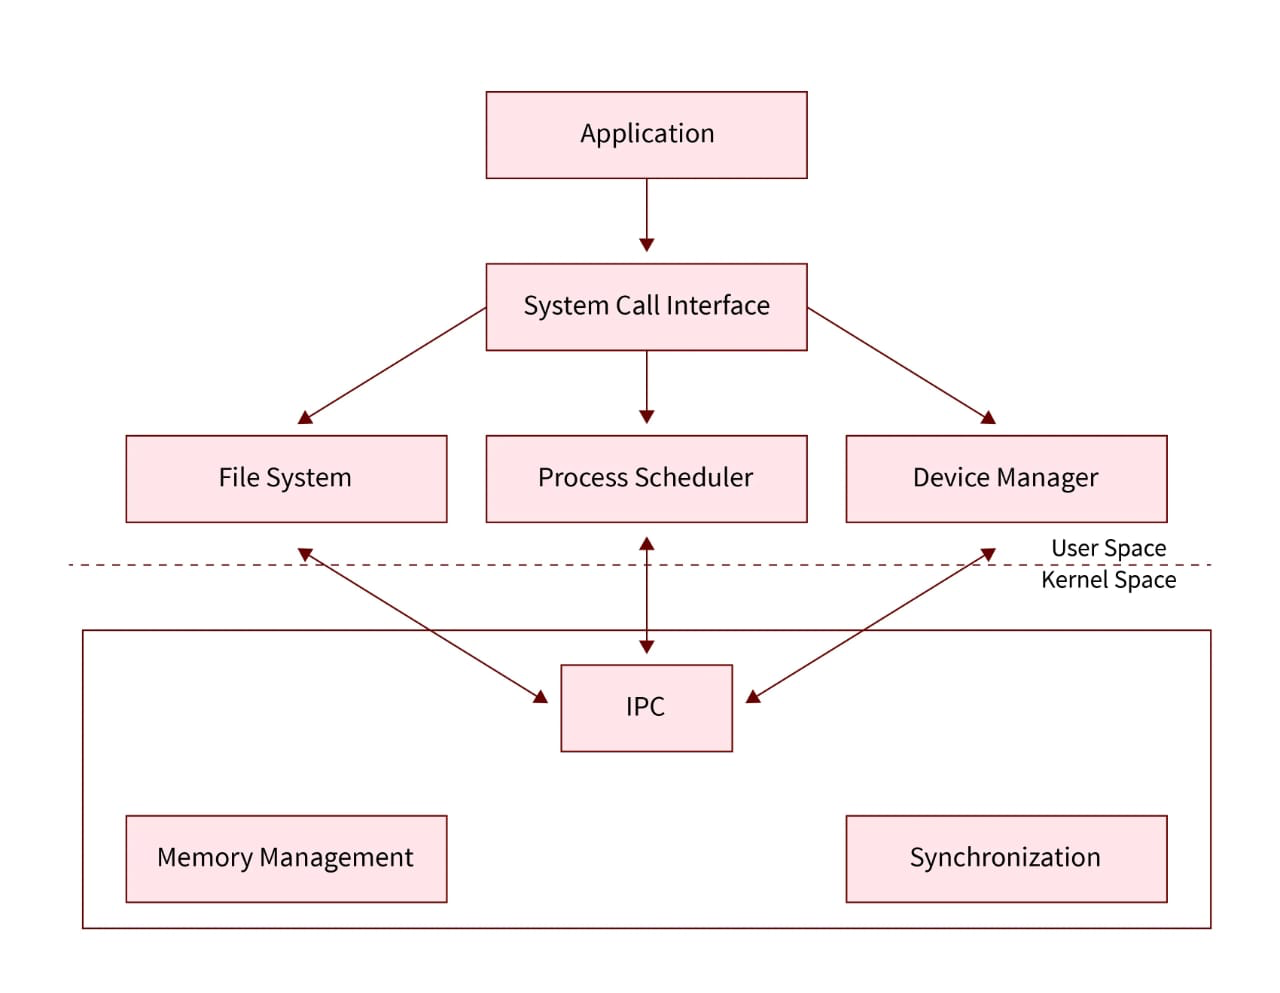 Application
System Call Interface
File System
Process Scheduler
Device Manager
User Space
Kernel Space
IPC
Memory Management
Synchronization